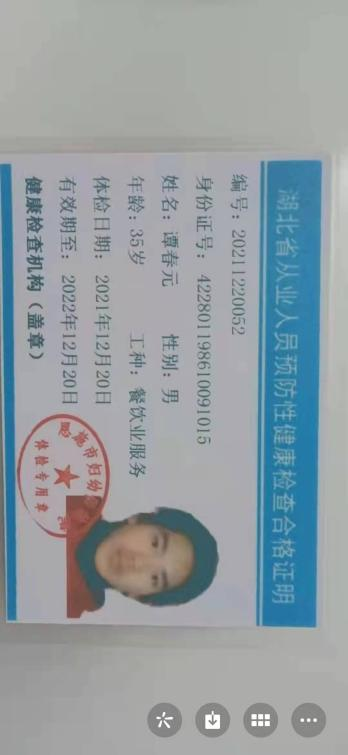 湖北省从业人员预防性健康检查合格证明
编号：20211220052
身份证号：422801198610091015
姓名：谭春元 性别：男
年龄：35岁 工种：餐饮业服务
体检日期：2021年12月20日
有效期至：2022年12月20日
健康检查机构（盖章）
施市妇幼
体检专用章